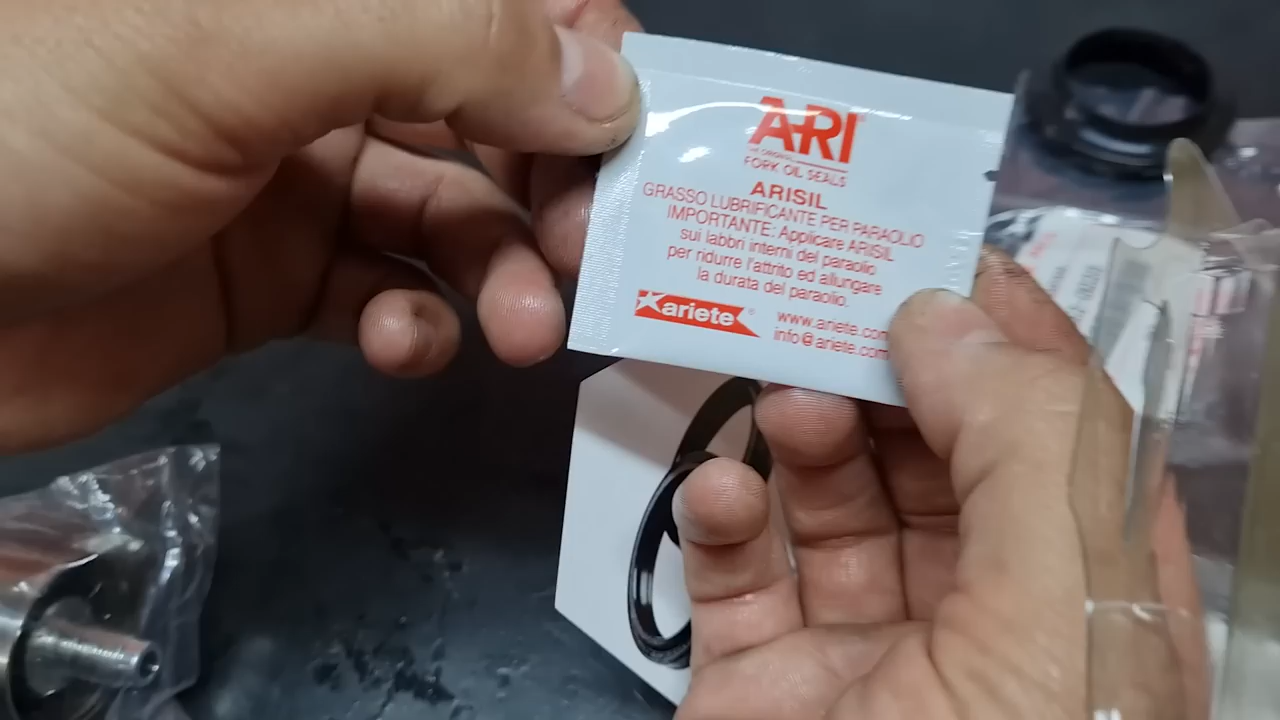 ARI
THE ORIGINAL
FORK OIL SEALS
ARISIL
GRASSO LUBRIFICANTE PER PARAOLIO
IMPORTANTE: Applicare ARISIL
sui labbri interni del paraolio
per ridurre l'attrito ed allungare
la durata del paraolio.
ariete®
www.ariete.com
info@ariete.com